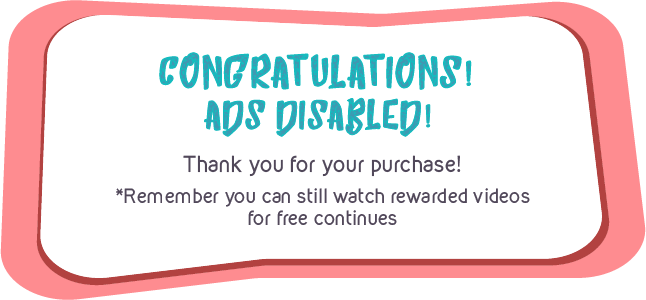 CONGRATULATIONS!
ADS DISABLED!
Thank you for your purchase!
*Remember you can still watch rewarded videos
for free continues